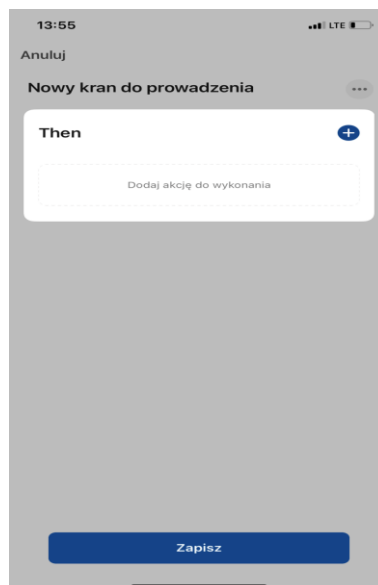 13:55
LTE
Anuluj
Nowy kran do prowadzenia
Then
Dodaj akcję do wykonania
Zapisz